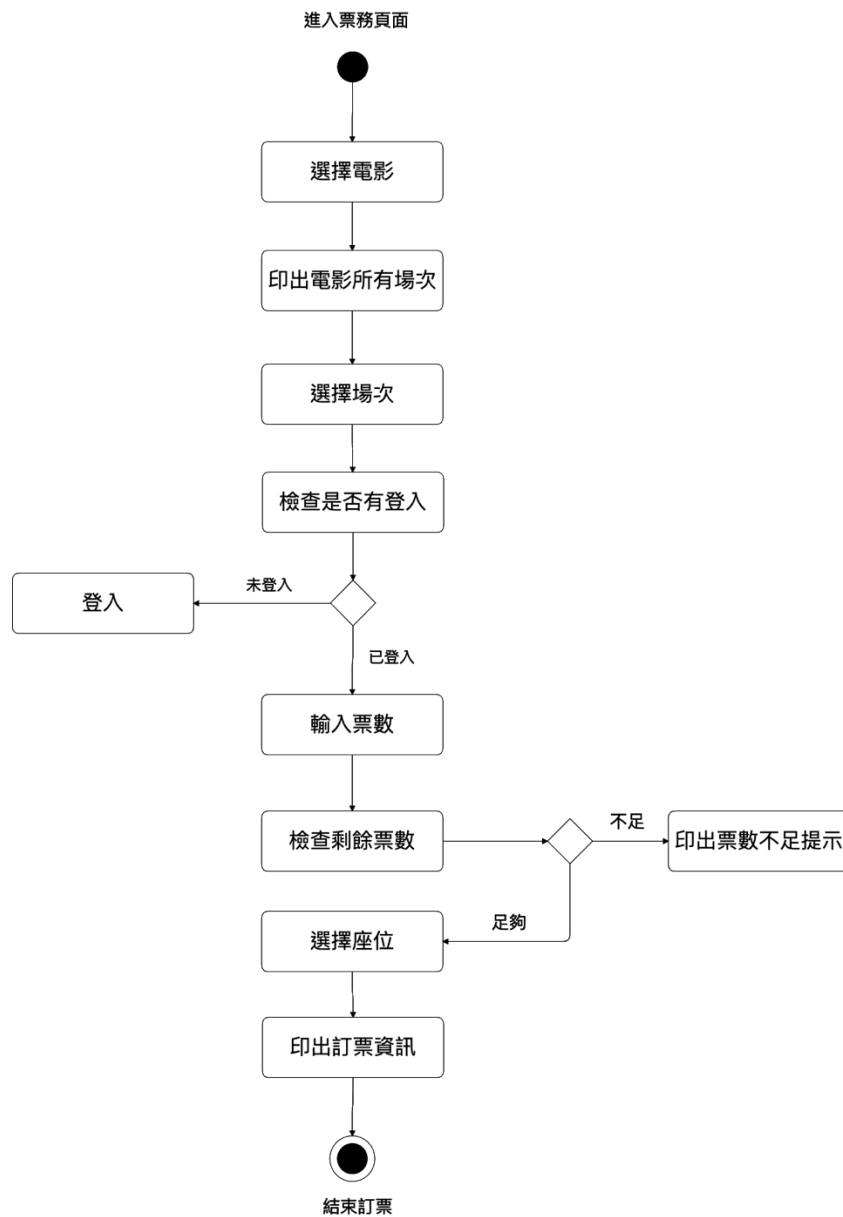 進入票務頁面
選擇電影
印出電影所有場次
選擇場次
檢查是否有登入
未登入
登入
已登入
輸入票數
檢查剩餘票數
不足
印出票數不足提示
足夠
選擇座位
印出訂票資訊
結束訂票